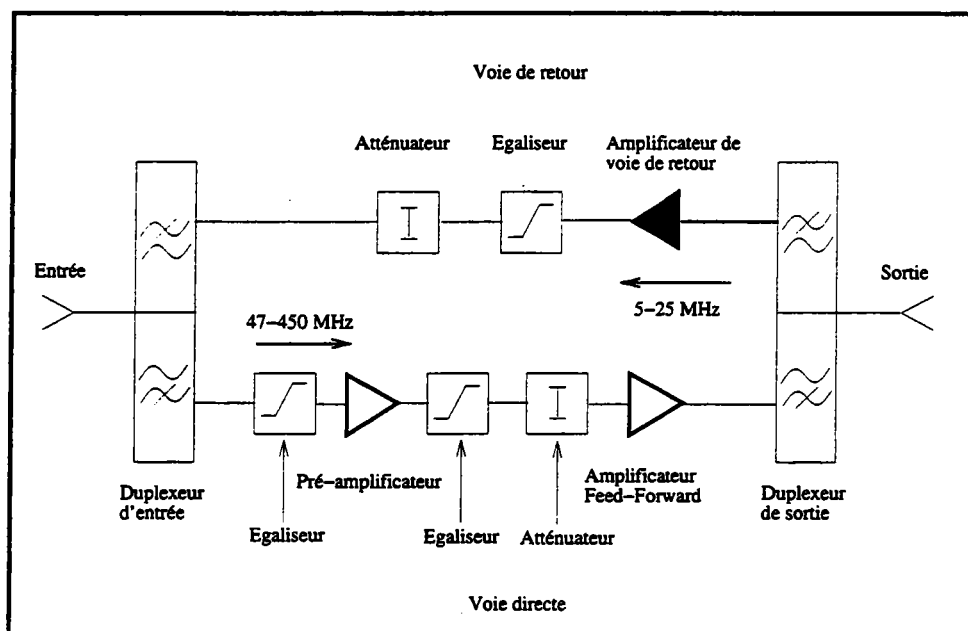 Voie de retour
Atténuateur
Egaliseur
Amplificateur de
voie de retour
Entrée
Sortie
47–450 MHz
5–25 MHz
Pré–amplificateur
Amplificateur
Feed–Forward
Duplexeur
d'entrée
Duplexeur
de sortie
Egaliseur
Egaliseur
Atténuateur
Voie directe